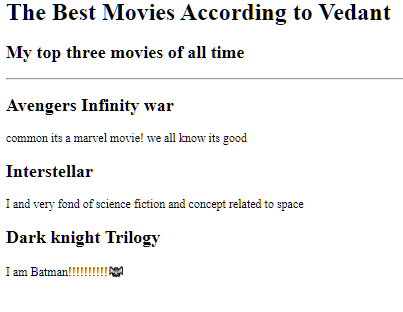 The Best Movies According to Vedant
My top three movies of all time
Avengers Infinity war
common its a marvel movie! we all know its good
Interstellar
I and very fond of science fiction and concept related to space
Dark knight Trilogy
I am Batman!!!!!!!!!!🦇